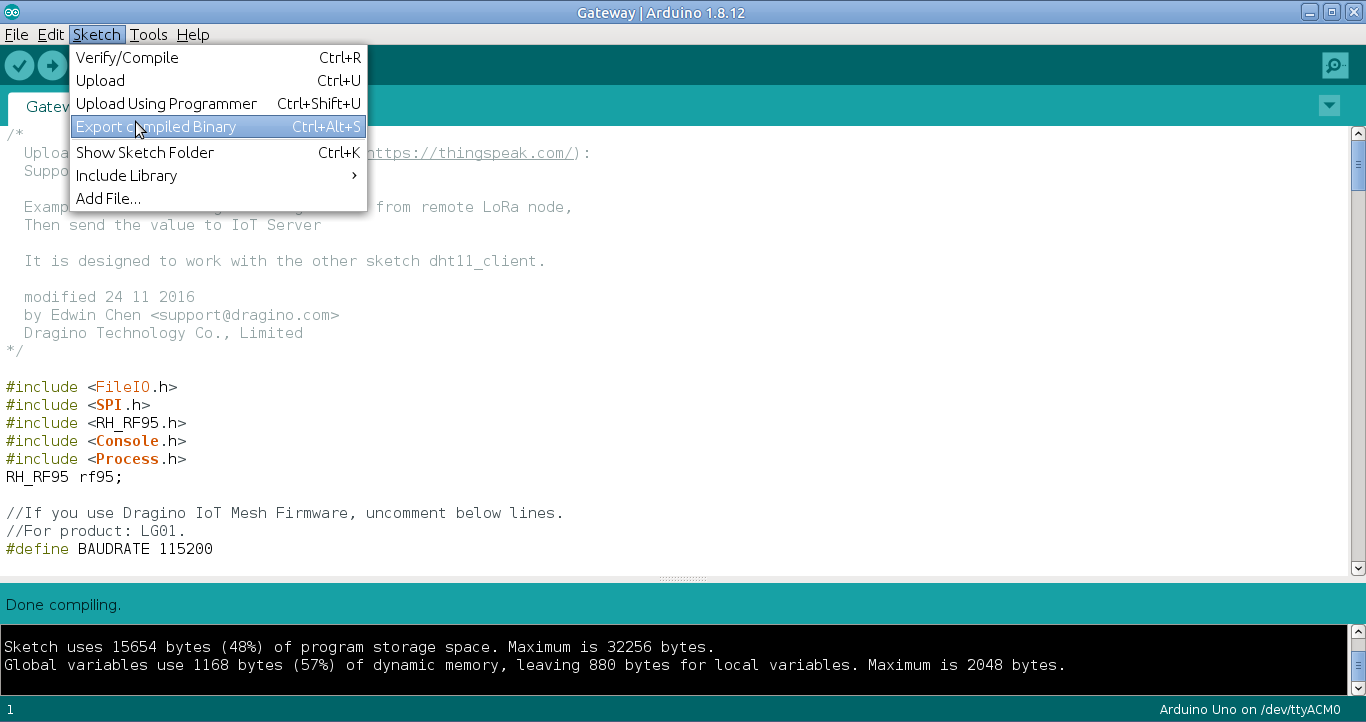 Gateway | Arduino 1.8.12
File Edit Sketch Tools Help
Verify/Compile Ctrl+R
Upload Ctrl+U
Upload Using Programmer Ctrl+Shift+U
Export compiled Binary Ctrl+Alt+S
Show Sketch Folder Ctrl+K
Include Library
Add File...
/*
https://thingspeak.com/):
from remote LoRa node,
Then send the value to IoT Server
It is designed to work with the other sketch dht11_client.
modified 24 11 2016
by Edwin Chen <support@dragino.com>
Dragino Technology Co., Limited
*/
#include <FileIO.h>
#include <SPI.h>
#include <RH_RF95.h>
#include <Console.h>
#include <Process.h>
RH_RF95 rf95;
//If you use Dragino IoT Mesh Firmware, uncomment below lines.
//For product: LG01.
#define BAUDRATE 115200
Done compiling.
Sketch uses 15654 bytes (48%) of program storage space. Maximum is 32256 bytes.
Global variables use 1168 bytes (57%) of dynamic memory, leaving 880 bytes for local variables. Maximum is 2048 bytes.
1 Arduino Uno on /dev/ttyACM0